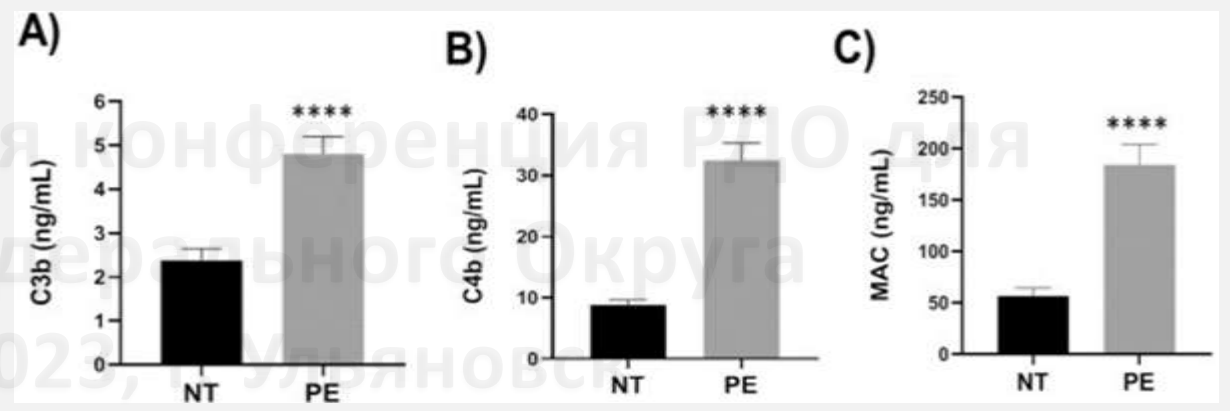 A)
C3b (ng/mL)
6
5
4
3
2
1
0
****
NT PE
B)
C4b (ng/mL)
40
30
20
10
0
****
NT PE
C)
MAC (ng/mL)
250
200
150
100
50
0
****
NT PE
я конференция РДО для
дерального Округа
023, г. Ульяновск